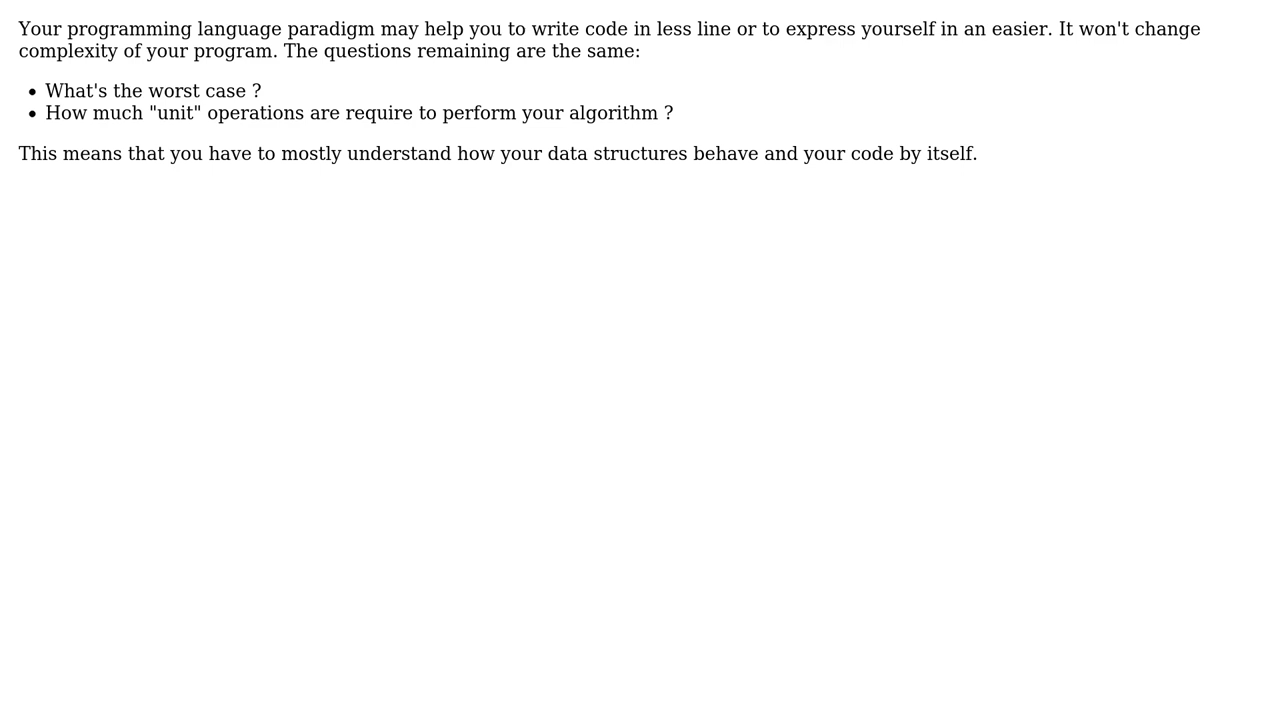 Your programming language paradigm may help you to write code in less line or to express yourself in an easier. It won't change
complexity of your program. The questions remaining are the same:
• What's the worst case ?
• How much "unit" operations are require to perform your algorithm ?
This means that you have to mostly understand how your data structures behave and your code by itself.